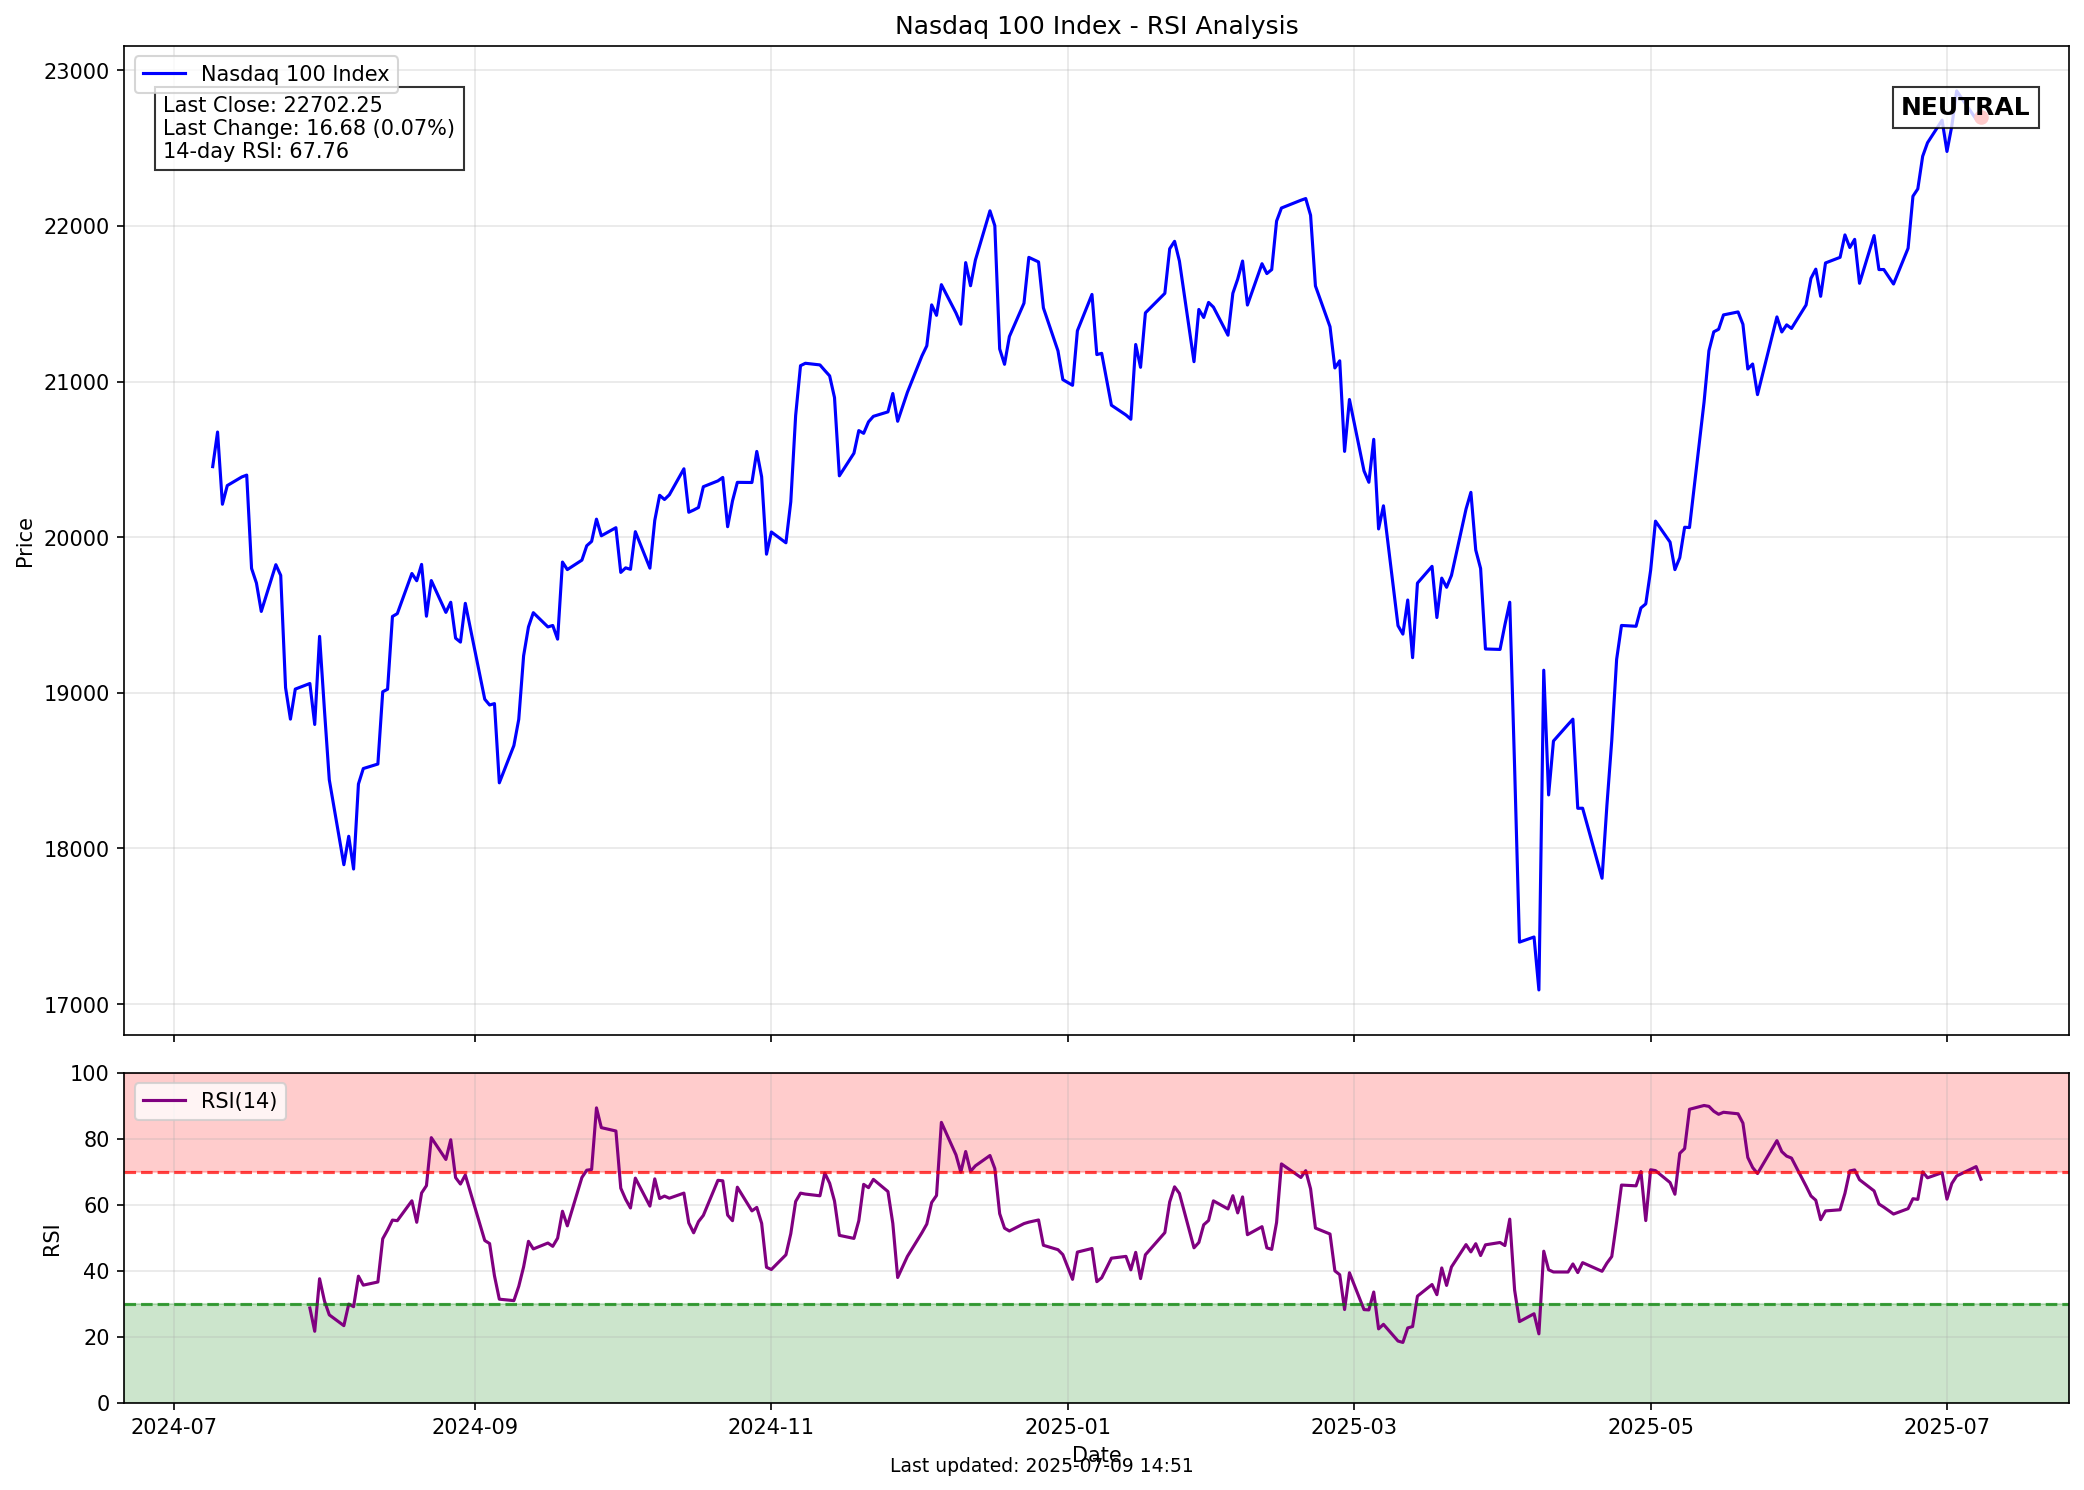 Nasdaq 100 Index - RSI Analysis
Nasdaq 100 Index
Last Close: 22702.25
Last Change: 16.68 (0.07%)
14-day RSI: 67.76
NEUTRAL
Price
23000
22000
21000
20000
19000
18000
17000
RSI(14)
RSI
100
80
60
40
20
0
2024-07
2024-09
2024-11
2025-01
2025-03
2025-05
2025-07
Date
Last updated: 2025-07-09 14:51